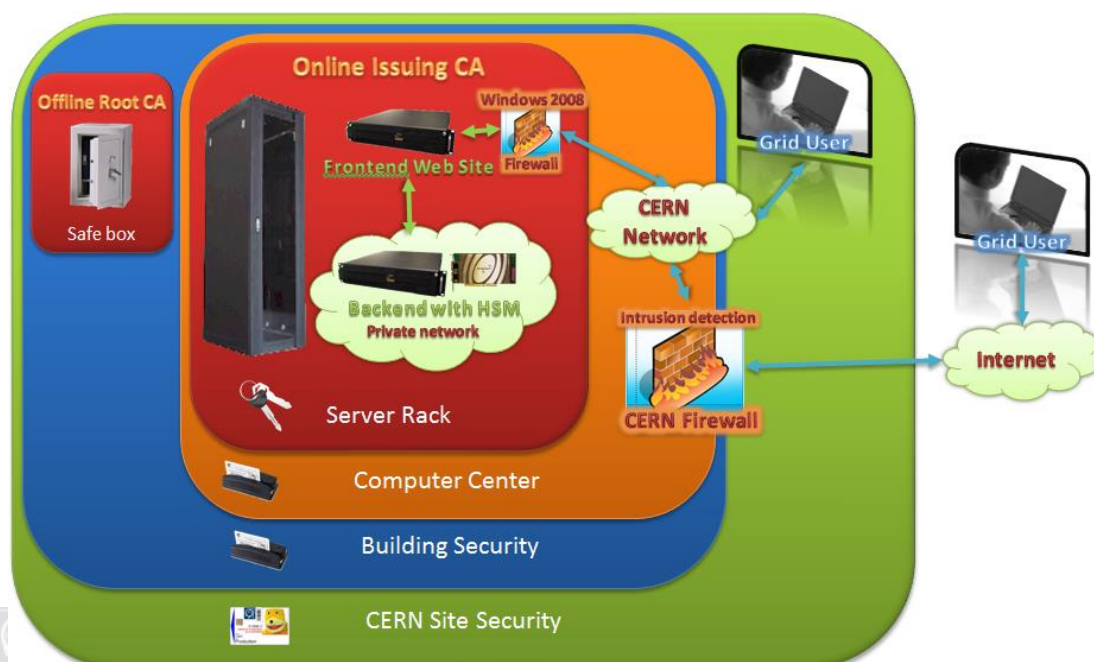 Online Issuing CA
Offline Root CA
Safe box
Windows 2008
Firewall
Frontend Web Site
Backend with HSM
Private network
Server Rack
Computer Center
Building Security
CERN Site Security
CERN
Network
Intrusion detection
CERN Firewall
Grid User
Grid User
Internet